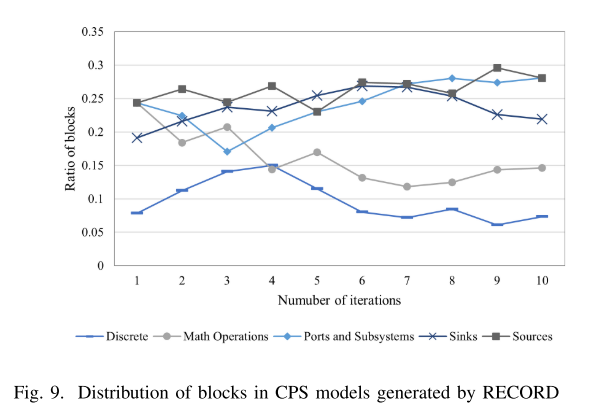 0.35
0.3
0.25
0.2
0.15
0.1
0.05
0
Ratio of blocks
1 2 3 4 5 6 7 8 9 10
Numuber of iterations
Discrete Math Operations Ports and Subsystems Sinks Sources
Fig. 9. Distribution of blocks in CPS models generated by RECORD